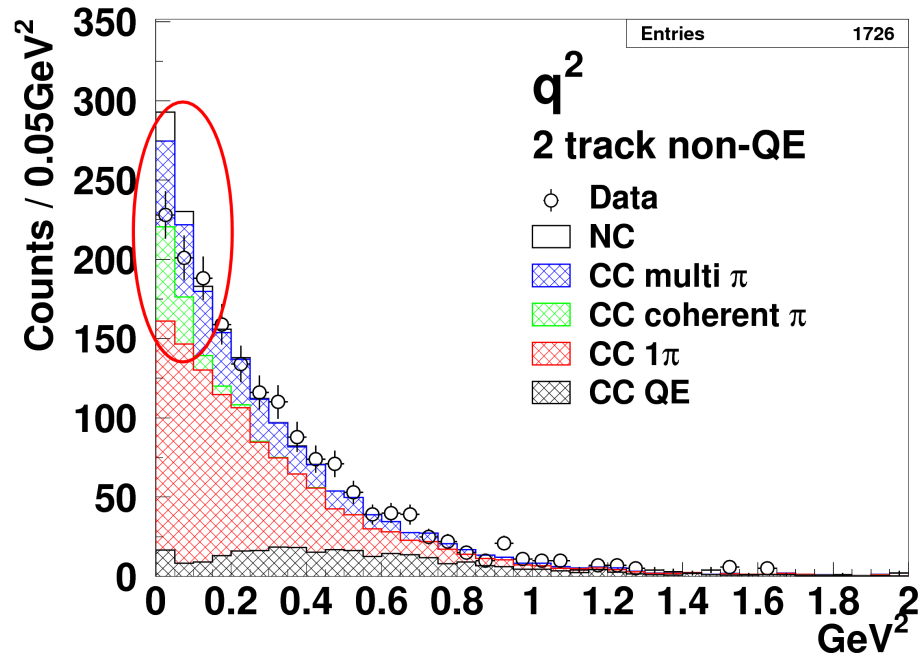 Entries 1726
q²
2 track non-QE
Data
NC
CC multi π
CC coherent π
CC 1π
CC QE
Counts / 0.05GeV²
350
300
250
200
150
100
50
0
0 0.2 0.4 0.6 0.8 1 1.2 1.4 1.6 1.8 2
GeV²